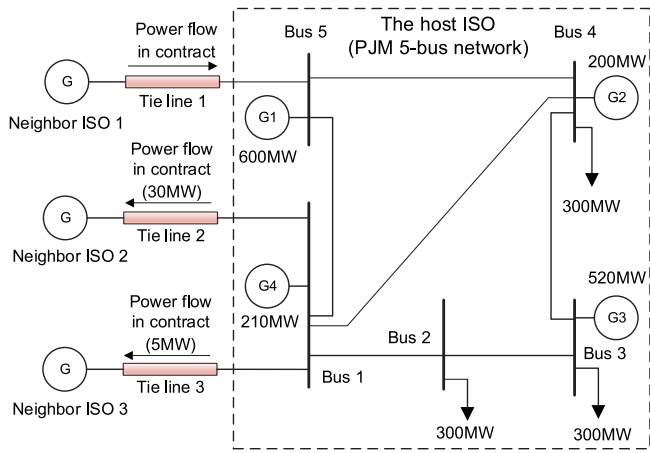 Power flow
in contract
G
Tie line 1
Neighbor ISO 1
Power flow
in contract
(30MW)
G
Tie line 2
Neighbor ISO 2
Power flow
in contract
(5MW)
G
Tie line 3
Neighbor ISO 3
The host ISO
(PJM 5-bus network)
Bus 5
G1
600MW
Bus 4
200MW
G2
300MW
G4
210MW
Bus 1
Bus 2
300MW
520MW
G3
Bus 3
300MW